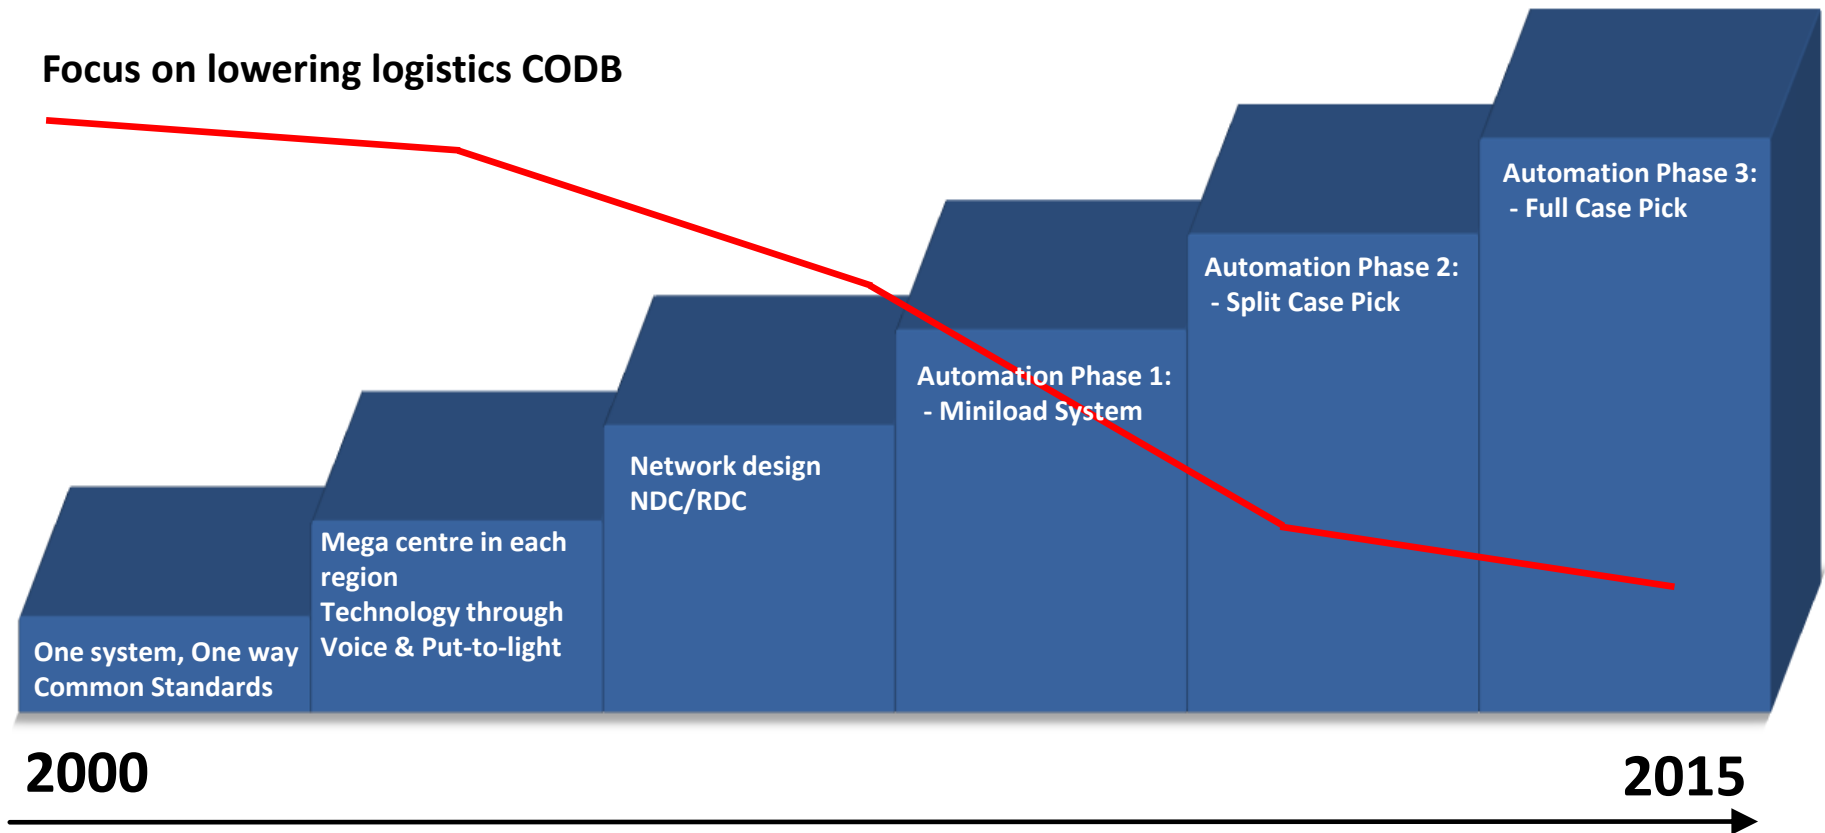 Focus on lowering logistics CODB
One system, One way
Common Standards
Mega centre in each
region
Technology through
Voice & Put-to-light
Network design
NDC/RDC
Automation Phase 1:
- Miniload System
Automation Phase 2:
- Split Case Pick
Automation Phase 3:
- Full Case Pick
2000
2015